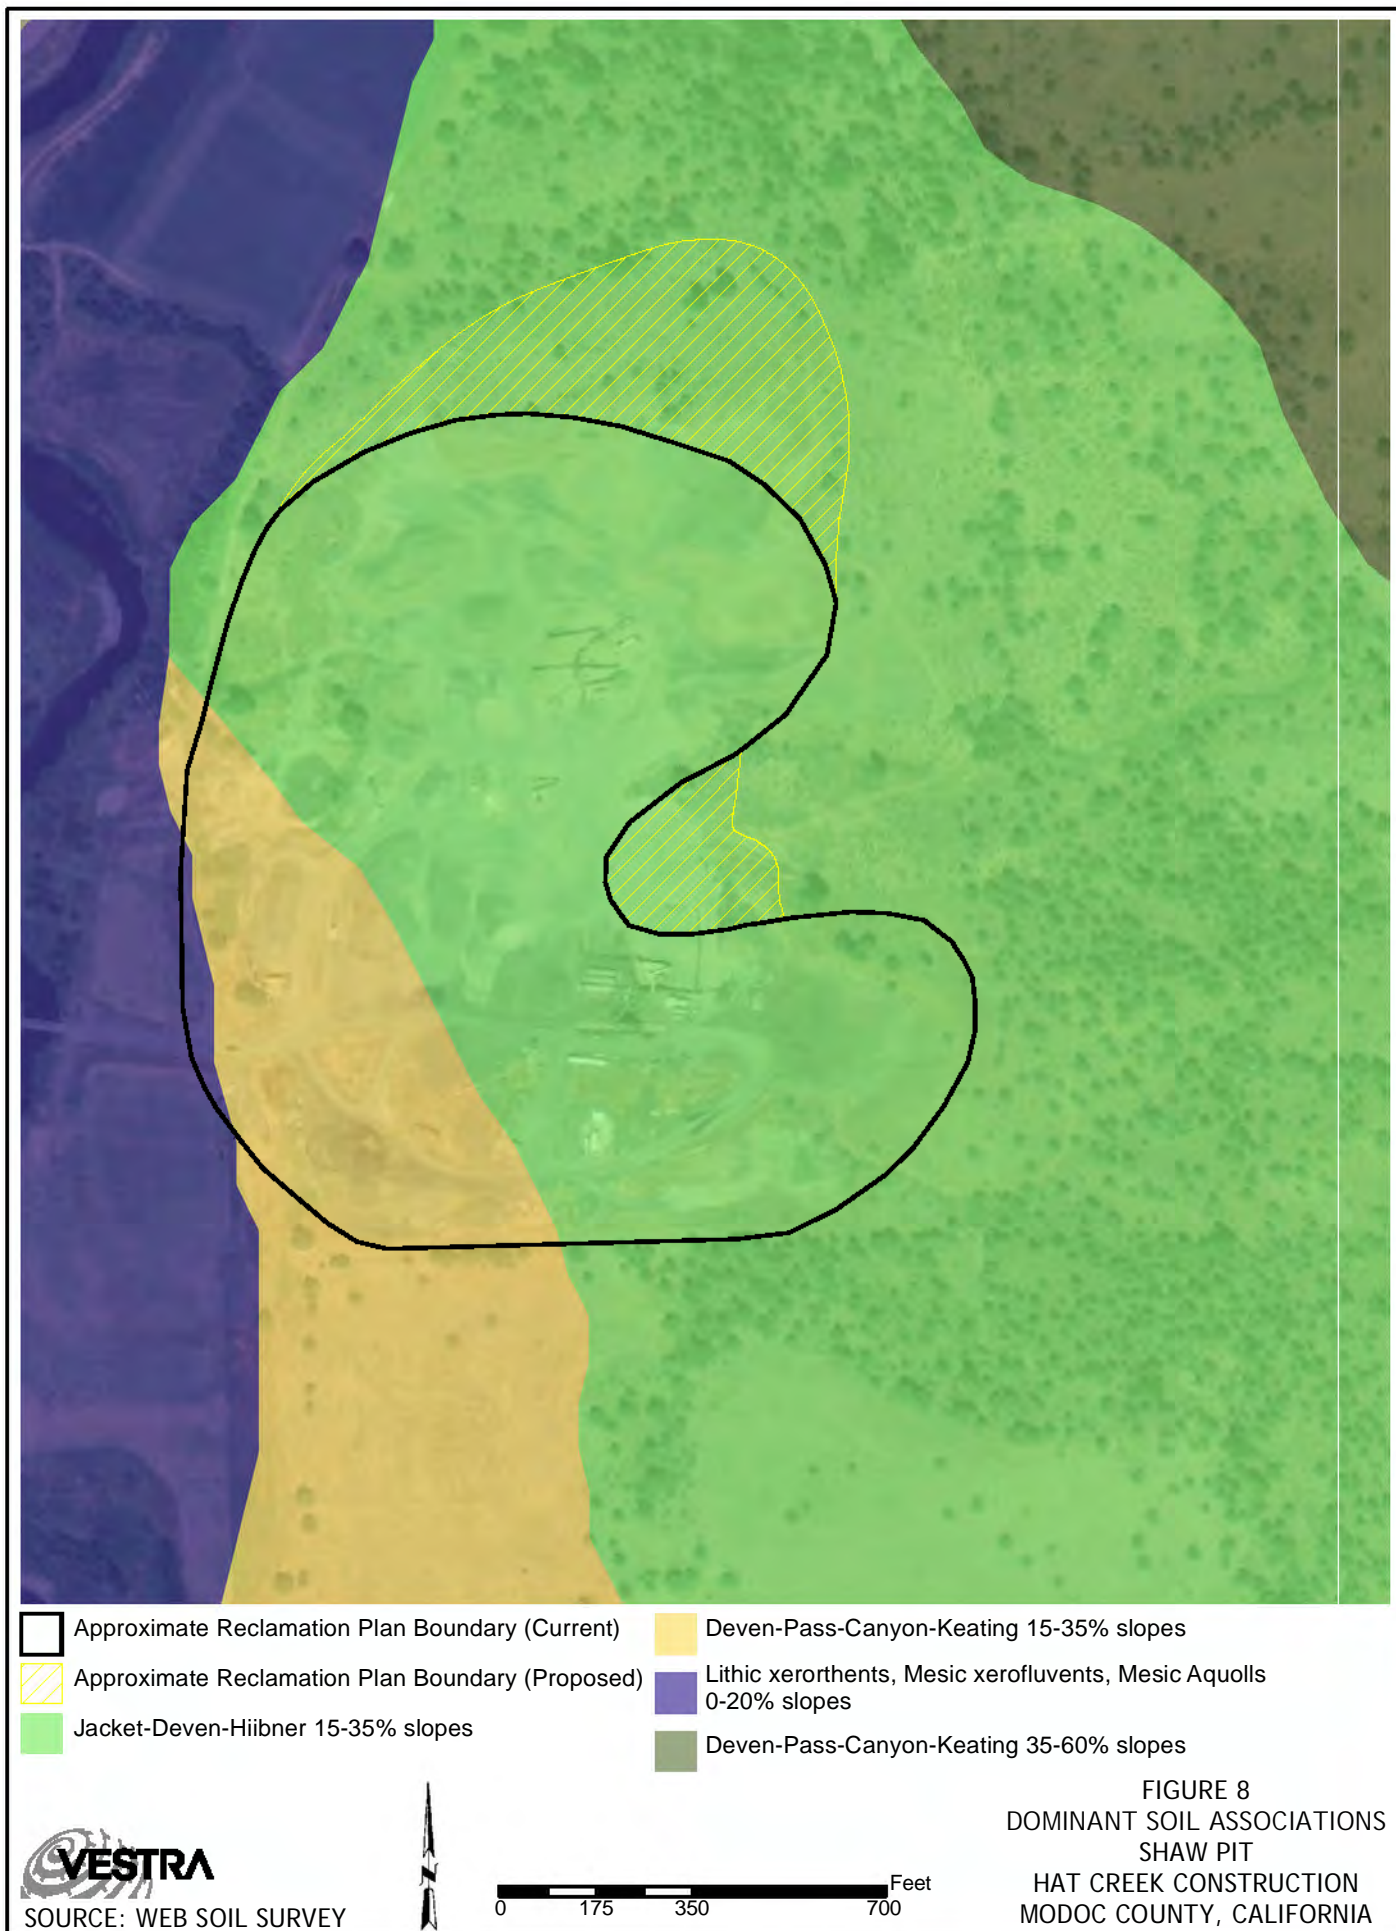 Approximate Reclamation Plan Boundary (Current)
Approximate Reclamation Plan Boundary (Proposed)
Jacket-Deven-Hiibner 15-35% slopes
Deven-Pass-Canyon-Keating 15-35% slopes
Lithic xerorthents, Mesic xerofluvents, Mesic Aquolls
0-20% slopes
Deven-Pass-Canyon-Keating 35-60% slopes
VESTRA
SOURCE: WEB SOIL SURVEY
N
Feet
0 175 350 700
FIGURE 8
DOMINANT SOIL ASSOCIATIONS
SHAW PIT
HAT CREEK CONSTRUCTION
MODOC COUNTY, CALIFORNIA